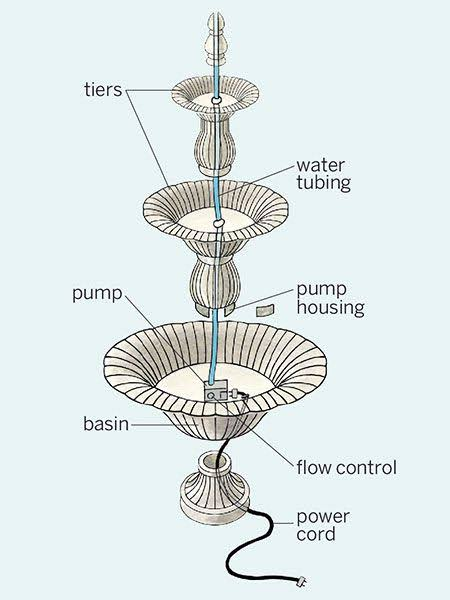 tiers
water
tubing
pump
pump
housing
basin
flow control
power
cord